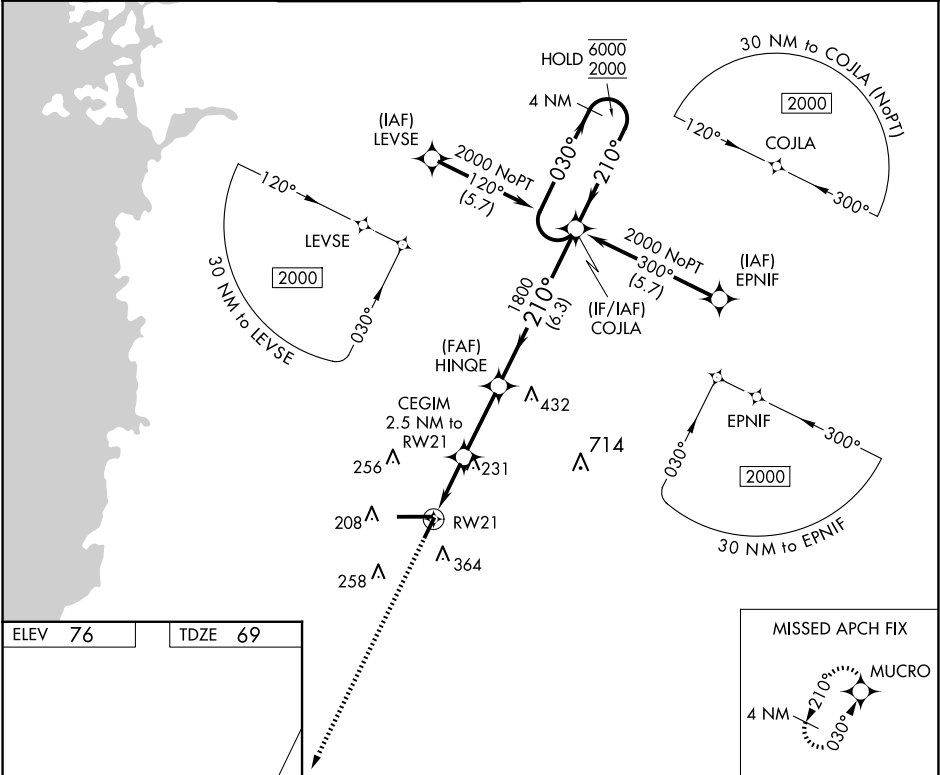 HOLD 6000
2000
4 NM
030°
210°
(IAF)
LEVSE
2000 NoPT
120°
(5.7)
30 NM to COJLA (NoPT)
2000
120°
COJLA
300°
120°
LEVSE
2000
030°
30 NM to LEVSE
2000 NoPT
300°
(5.7)
(IAF)
EPNIF
(IF/IAF)
COJLA
1800
210°
(6.3)
(FAF)
HINQE
432
CEGIM
2.5 NM to
RW21
256
231
714
208
RW21
364
258
EPNIF
300°
030°
2000
30 NM to EPNIF
ELEV 76
TDZE 69
MISSED APCH FIX
MUCRO
4 NM
210°
030°